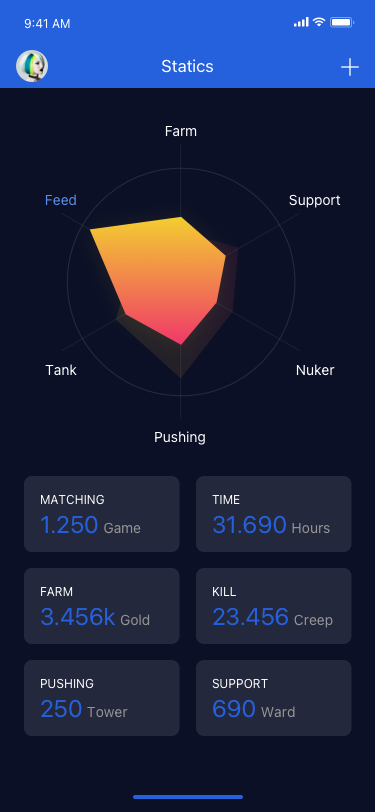 9:41 AM
Statics
Farm
Feed
Support
Tank
Nuker
Pushing
MATCHING
1.250 Game
TIME
31.690 Hours
FARM
3.456k Gold
KILL
23.456 Creep
PUSHING
250 Tower
SUPPORT
690 Ward